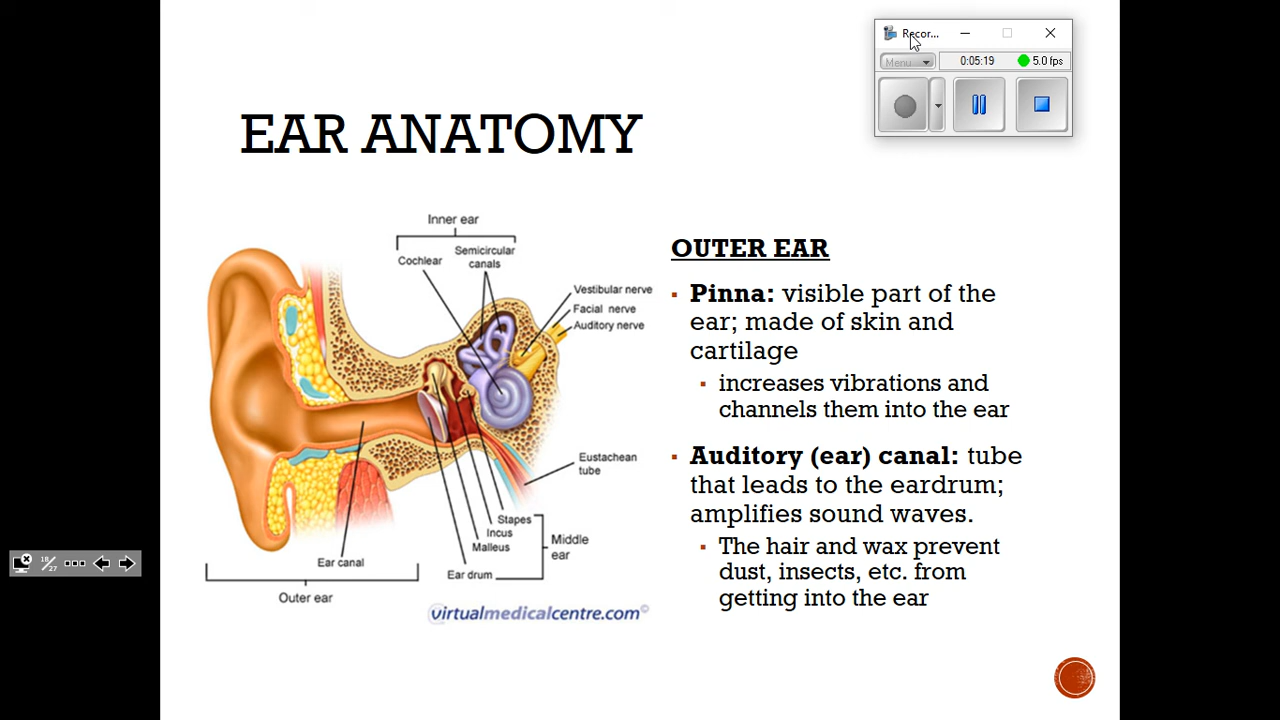 Recor...
Menu
0:05:19
5.0 fps
EAR ANATOMY
Inner ear
Cochlear
Semicircular
canals
Vestibular nerve
Facial nerve
Auditory nerve
Eustachean
tube
Stapes
Incus
Malleus
Ear drum
Middle
ear
Ear canal
Outer ear
virtualmedicalcentre.com©
OUTER EAR
▪ Pinna: visible part of the
ear; made of skin and
cartilage
▪ increases vibrations and
channels them into the ear
▪ Auditory (ear) canal: tube
that leads to the eardrum;
amplifies sound waves.
▪ The hair and wax prevent
dust, insects, etc. from
getting into the ear
18/27